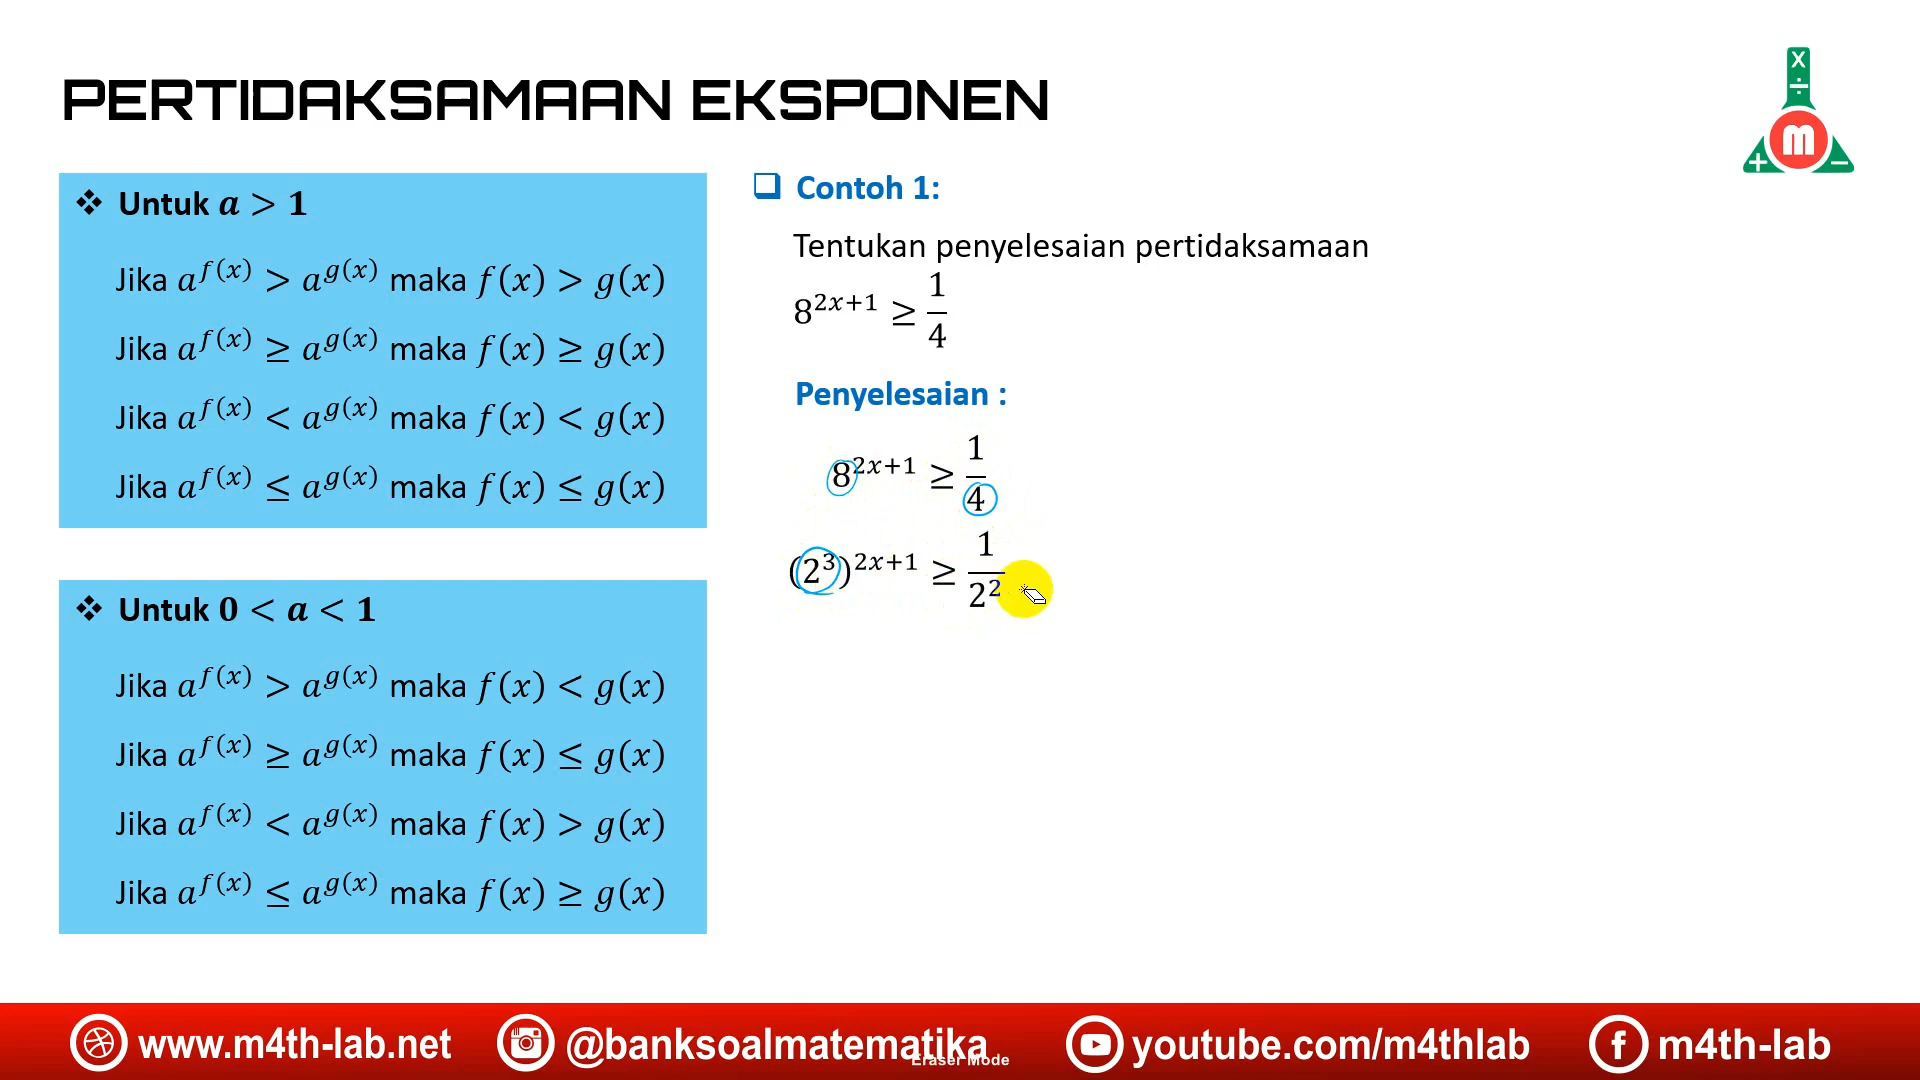 PERTIDAKSAMAAN EKSPONEN
❖ Untuk a > 1
Jika a^{f(x)} > a^{g(x)} maka f(x) > g(x)
Jika a^{f(x)} ≥ a^{g(x)} maka f(x) ≥ g(x)
Jika a^{f(x)} < a^{g(x)} maka f(x) < g(x)
Jika a^{f(x)} ≤ a^{g(x)} maka f(x) ≤ g(x)
❖ Untuk 0 < a < 1
Jika a^{f(x)} > a^{g(x)} maka f(x) < g(x)
Jika a^{f(x)} ≥ a^{g(x)} maka f(x) ≤ g(x)
Jika a^{f(x)} < a^{g(x)} maka f(x) > g(x)
Jika a^{f(x)} ≤ a^{g(x)} maka f(x) ≥ g(x)
❑ Contoh 1:
Tentukan penyelesaian pertidaksamaan
8^{2x+1} ≥ 1/4
Penyelesaian :
8^{2x+1} ≥ 1/4
(2^3)^{2x+1} ≥ 1/2^2
X
÷
+ m −
www.m4th-lab.net
@banksoalmatematika
youtube.com/m4thlab
f m4th-lab
Eraser Mode